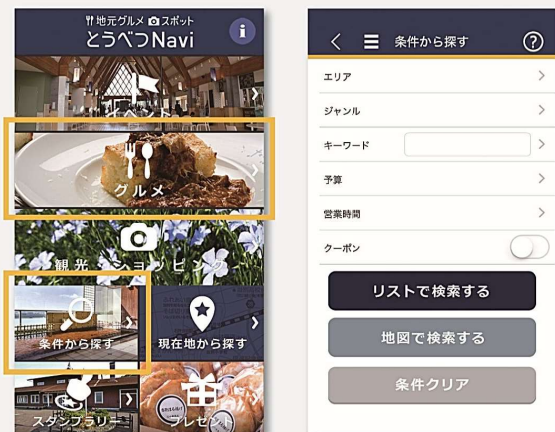 地元グルメ スポット
とうべつNavi
i
イベント
グルメ
観光・ショッピング
条件から探す
現在地から探す
スタンプラリー
プレゼント
条件から探す
?
エリア
ジャンル
キーワード
予算
営業時間
クーポン
リストで検索する
地図で検索する
条件クリア